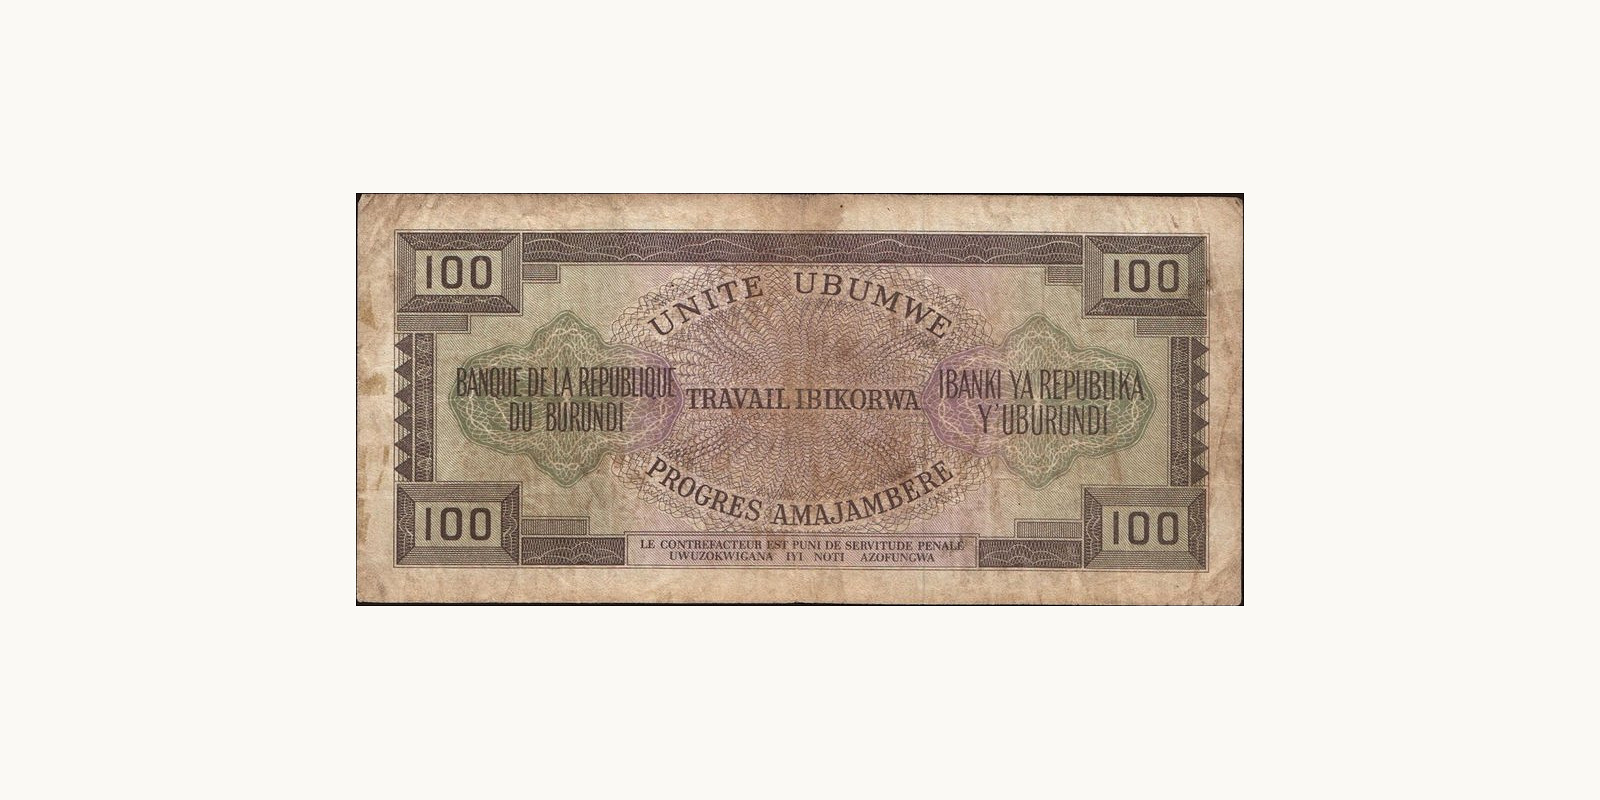 100
100
UNITE UBUMWE
BANQUE DE LA REPUBLIQUE
DU BURUNDI
TRAVAIL IBIKORWA
IBANKI YA REPUBLIKA
Y'UBURUNDI
PROGRES AMAJAMBERE
100
100
LE CONTREFACTEUR EST PUNI DE SERVITUDE PENALE
UWUZOKWIGANA IYI NOTI AZOFUNGWA